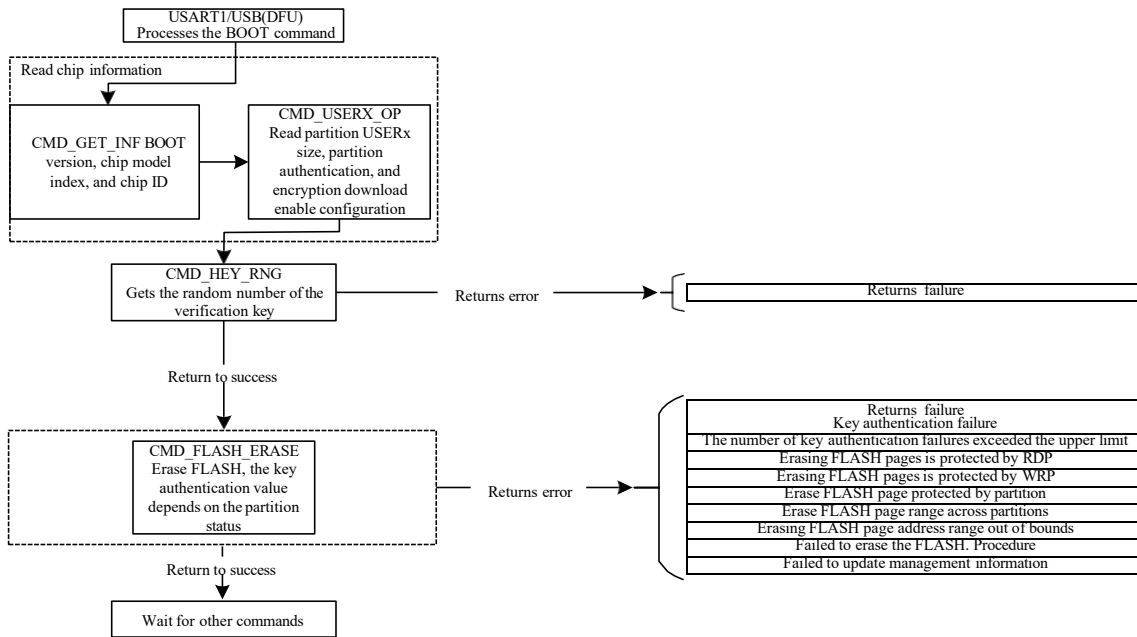 USART1/USB(DFU)
Processes the BOOT command
Read chip information
CMD_GET_INF BOOT
version, chip model
index, and chip ID
CMD_USERX_OP
Read partition USERx
size, partition
authentication, and
encryption download
enable configuration
CMD_HEY_RNG
Gets the random number of the
verification key
Returns error
Returns failure
Return to success
CMD_FLASH_ERASE
Erase FLASH, the key
authentication value
depends on the partition
status
Returns error
Returns failure
Key authentication failure
The number of key authentication failures exceeded the upper limit
Erasing FLASH pages is protected by RDP
Erasing FLASH pages is protected by WRP
Erase FLASH page protected by partition
Erase FLASH page range across partitions
Erasing FLASH page address range out of bounds
Failed to erase the FLASH. Procedure
Failed to update management information
Return to success
Wait for other commands